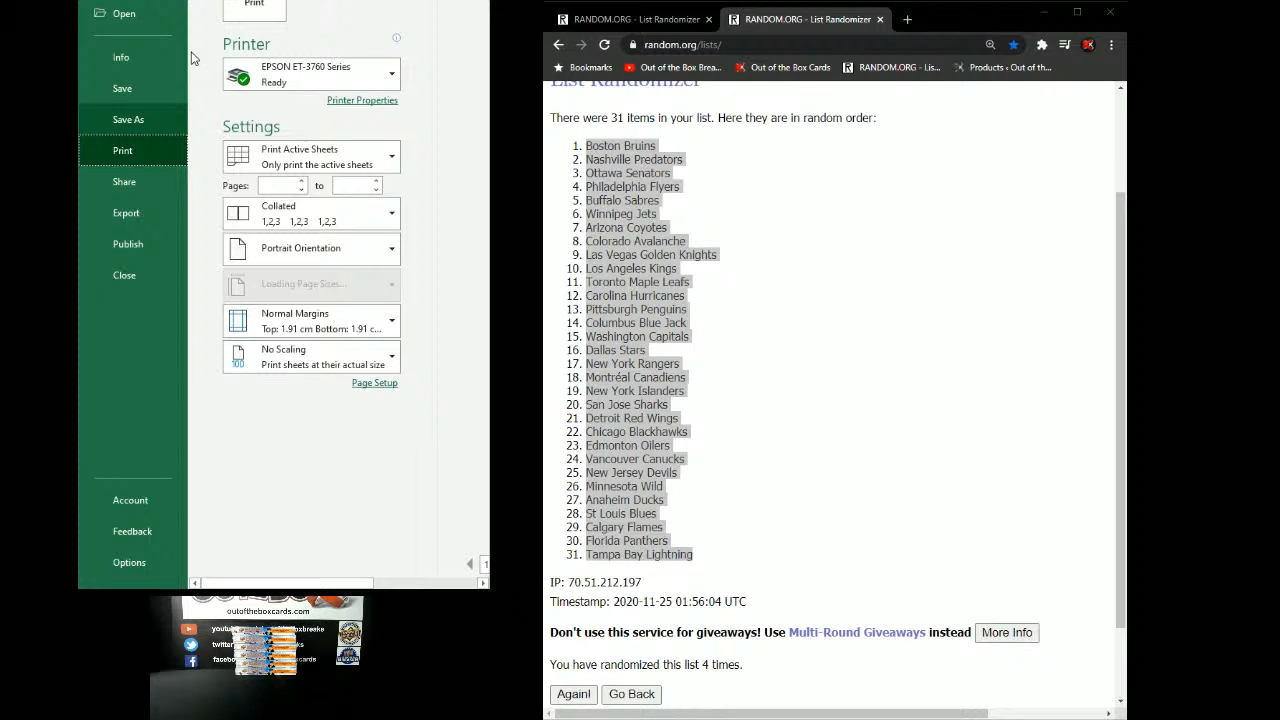 Open
Info
Save
Save As
Print
Share
Export
Publish
Close
Account
Feedback
Options
Print
Printer
EPSON ET-3760 Series
Ready
Printer Properties
Settings
Print Active Sheets
Only print the active sheets
Pages: to
Collated
1,2,3 1,2,3 1,2,3
Portrait Orientation
Loading Page Sizes...
Normal Margins
Top: 1.91 cm Bottom: 1.91 c...
No Scaling
100 Print sheets at their actual size
Page Setup
1
outoftheboxcards.com
RANDOM.ORG - List Randomizer
RANDOM.ORG - List Randomizer
random.org/lists/
Bookmarks
Out of the Box Brea...
Out of the Box Cards
RANDOM.ORG - Lis...
Products ‹ Out of th...
List Randomizer
There were 31 items in your list. Here they are in random order:
1. Boston Bruins
2. Nashville Predators
3. Ottawa Senators
4. Philadelphia Flyers
5. Buffalo Sabres
6. Winnipeg Jets
7. Arizona Coyotes
8. Colorado Avalanche
9. Las Vegas Golden Knights
10. Los Angeles Kings
11. Toronto Maple Leafs
12. Carolina Hurricanes
13. Pittsburgh Penguins
14. Columbus Blue Jack
15. Washington Capitals
16. Dallas Stars
17. New York Rangers
18. Montréal Canadiens
19. New York Islanders
20. San Jose Sharks
21. Detroit Red Wings
22. Chicago Blackhawks
23. Edmonton Oilers
24. Vancouver Canucks
25. New Jersey Devils
26. Minnesota Wild
27. Anaheim Ducks
28. St Louis Blues
29. Calgary Flames
30. Florida Panthers
31. Tampa Bay Lightning
IP: 70.51.212.197
Timestamp: 2020-11-25 01:56:04 UTC
Don't use this service for giveaways! Use Multi-Round Giveaways instead More Info
You have randomized this list 4 times.
Again! Go Back